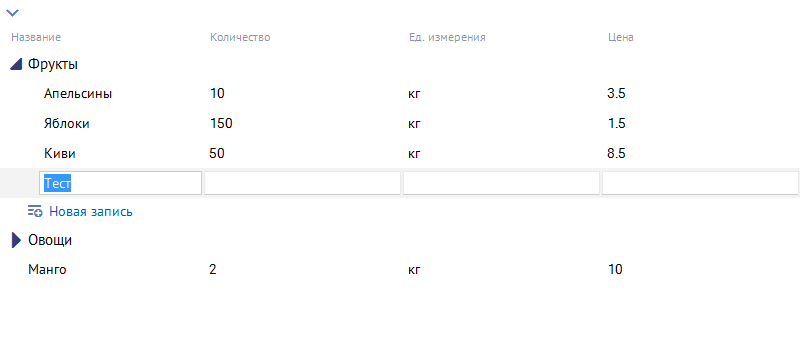 Название Количество Ед. измерения Цена
Фрукты
Апельсины 10 кг 3.5
Яблоки 150 кг 1.5
Киви 50 кг 8.5
Тест
Новая запись
Овощи
Манго 2 кг 10